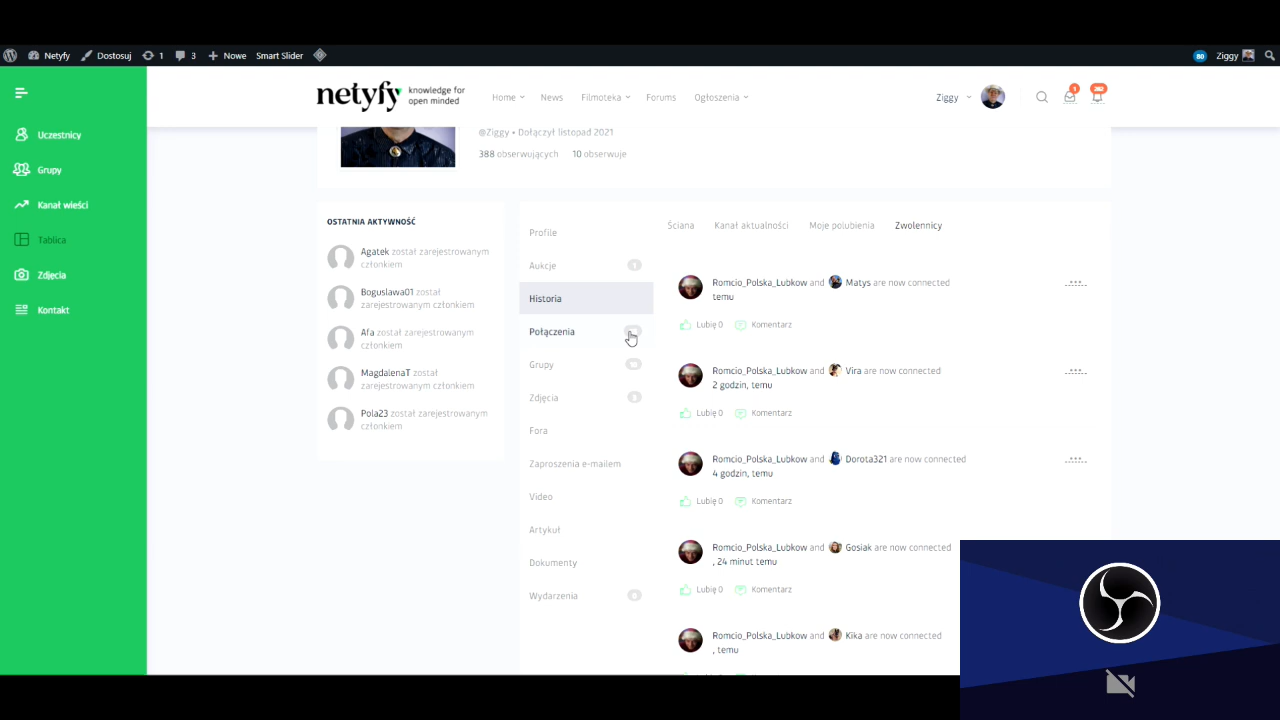 Netyfy Dostosuj 1 3 Nowe Smart Slider 80 Ziggy
netyfy knowledge for
open minded
Home News Filmoteka Forums Ogłoszenia Ziggy
Uczestnicy
Grupy
Kanał wieści
Tablica
Zdjęcia
Kontakt
@Ziggy • Dołączył listopad 2021
388 obserwujących 10 obserwuje
OSTATNIA AKTYWNOŚĆ
Agatek został zarejestrowanym
członkiem
Boguslawa01 został
zarejestrowanym członkiem
Afa został zarejestrowanym
członkiem
MagdalenaT został
zarejestrowanym członkiem
Pola23 został zarejestrowanym
członkiem
Profile
Aukcje 1
Historia
Połączenia
Grupy
Zdjęcia
Fora
Zaproszenia e-mailem
Video
Artykuł
Dokumenty
Wydarzenia 0
Ściana Kanał aktualności Moje polubienia Zwolennicy
Romcio_Polska_Lubkow and Matys are now connected
temu
Lubię 0 Komentarz
Romcio_Polska_Lubkow and Vira are now connected
2 godzin, temu
Lubię 0 Komentarz
Romcio_Polska_Lubkow and Dorota321 are now connected
4 godzin, temu
Lubię 0 Komentarz
Romcio_Polska_Lubkow and Gosiak are now connected
, 24 minut temu
Lubię 0 Komentarz
Romcio_Polska_Lubkow and Kika are now connected
, temu